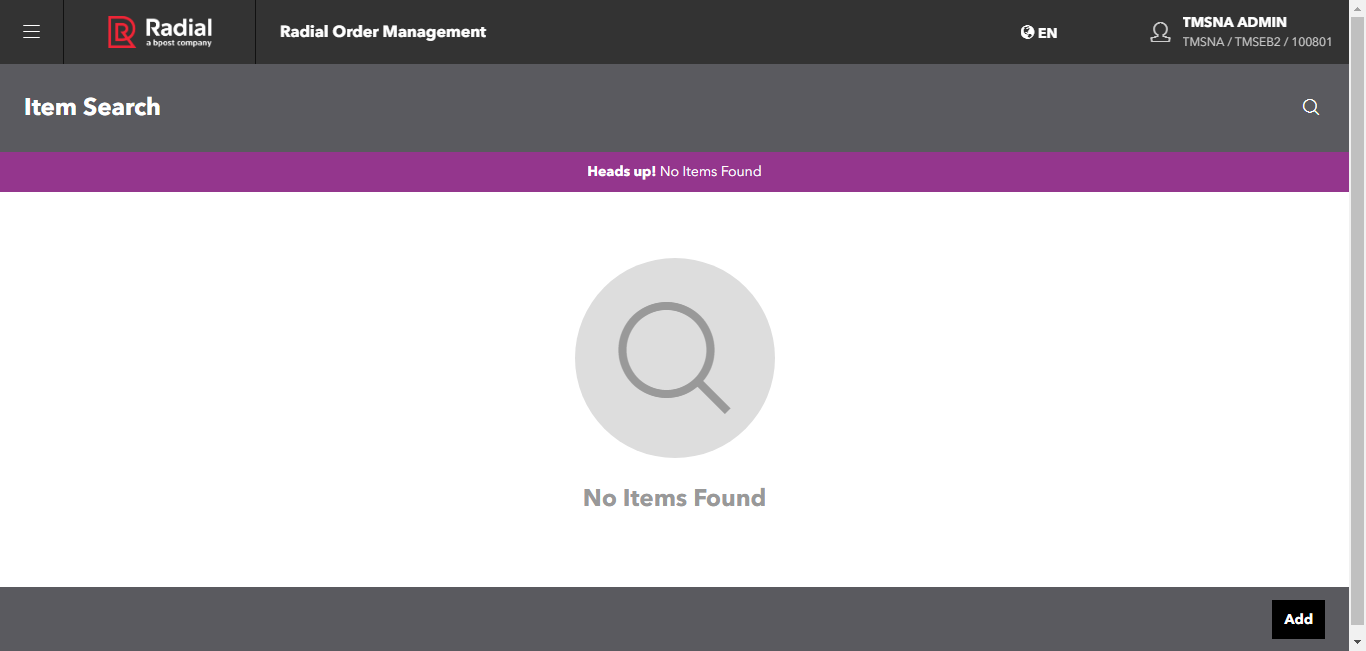 Radial
a bpost company
Radial Order Management
EN
TMSNA ADMIN
TMSNA / TMSEB2 / 100801
Item Search
Heads up! No Items Found
No Items Found
Add